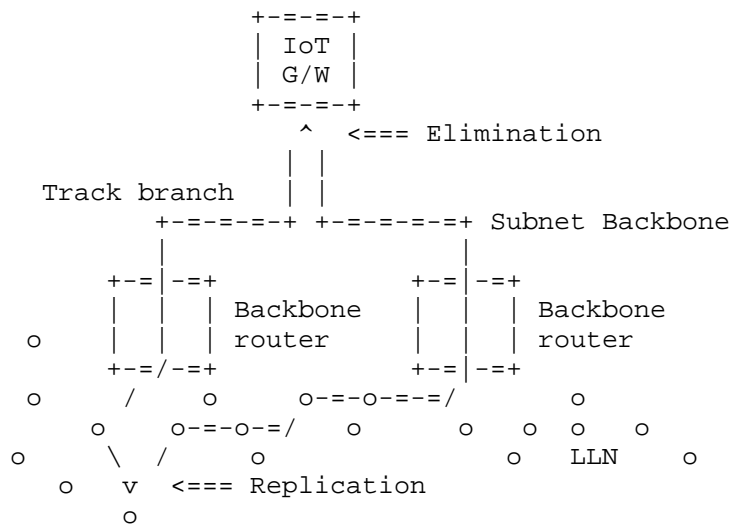 +-=-=-+
| IoT |
| G/W |
+-=-=-+
^ <=== Elimination
| |
Track branch | |
+-=-=-=-+ +-=-=-=-=+ Subnet Backbone
| |
+-=|-=+ +-=|-=+
| | | Backbone | | | Backbone
o | | | router | | | router
+-=/-=+ +-=|-=+
o / o o-=-o-=-=/ o
o o-=-o-=/ o o o o o
o \ / o o LLN o
o v <=== Replication
o